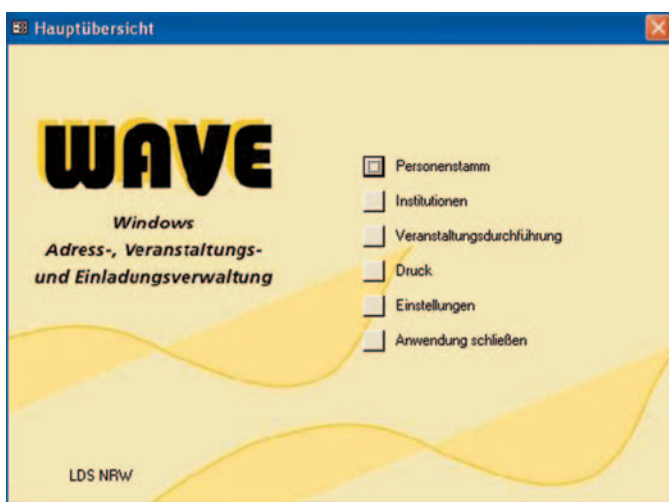 Hauptübersicht
WAVE
Windows
Adress-, Veranstaltungs-
und Einladungsverwaltung
Personenstamm
Institutionen
Veranstaltungsdurchführung
Druck
Einstellungen
Anwendung schließen
LDS NRW